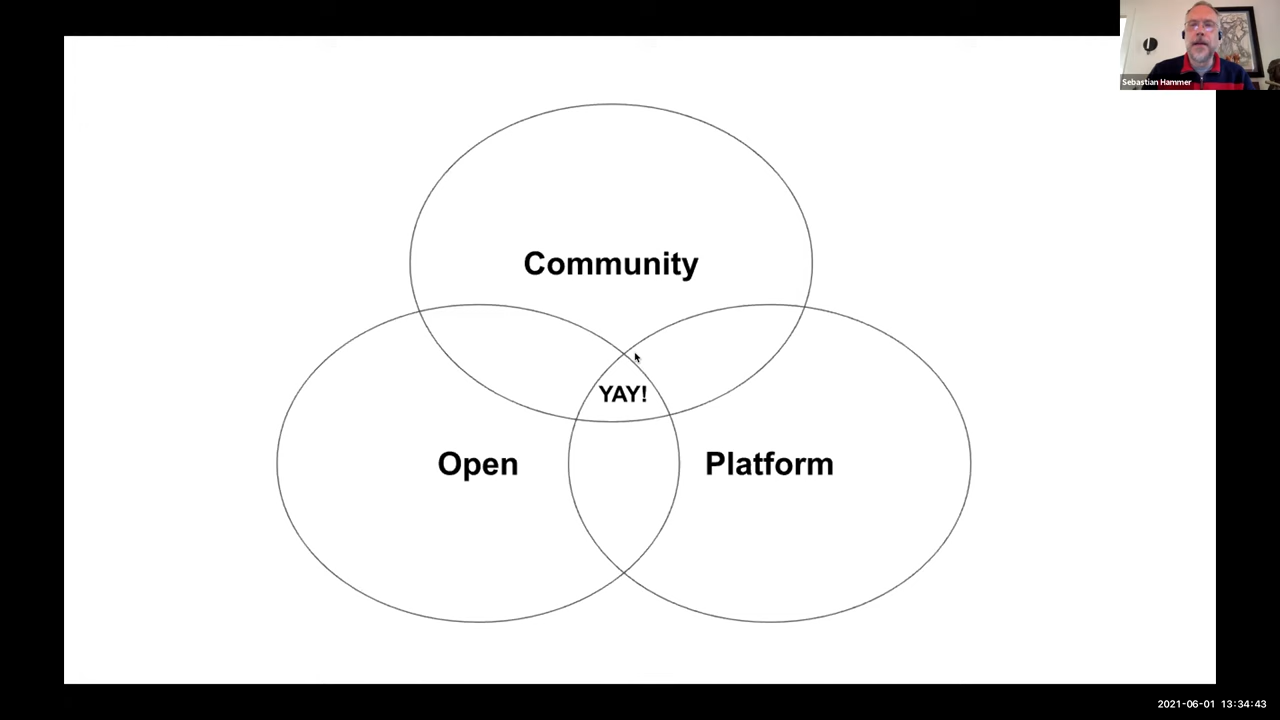 Sebastian Hammer
Community
YAY!
Open
Platform
2021-06-01 13:34:43